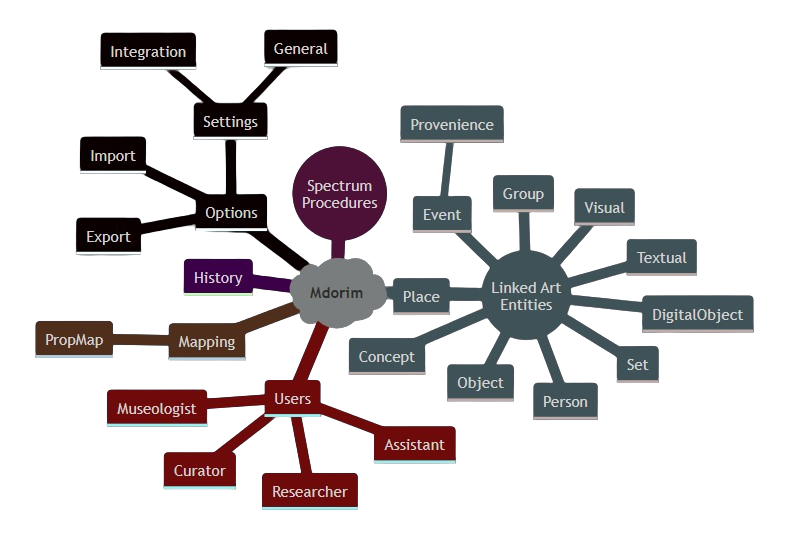 Integration
General
Settings
Provenience
Import
Spectrum
Procedures
Group
Options
Event
Visual
Export
Textual
History
Mdorim
Place
Linked Art
Entities
DigitalObject
PropMap
Mapping
Concept
Set
Object
Users
Person
Museologist
Assistant
Curator
Researcher